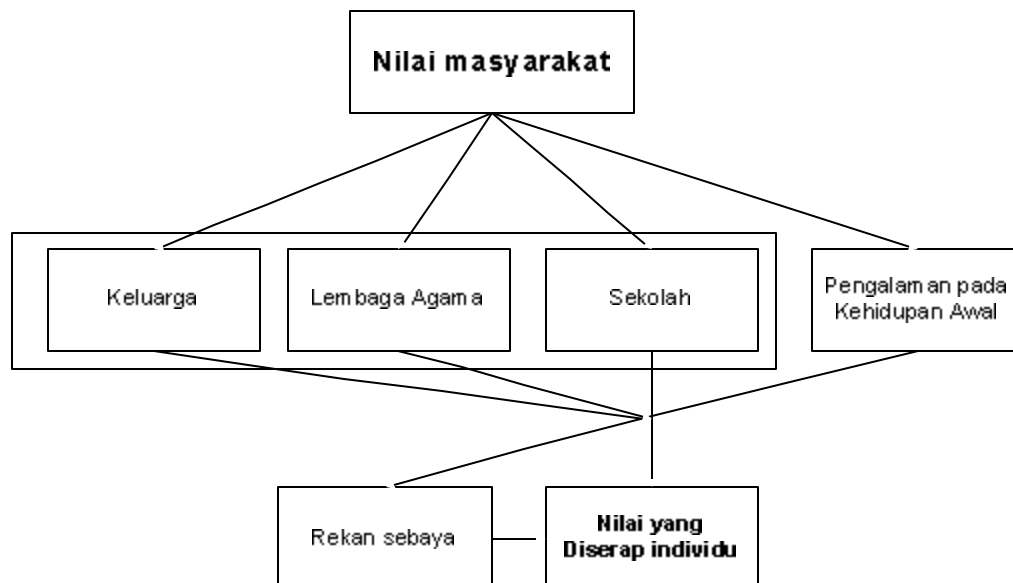 Nilai masyarakat
Keluarga
Lembaga Agama
Sekolah
Pengalaman pada
Kehidupan Awal
Rekan sebaya
Nilai yang
Diserap individu